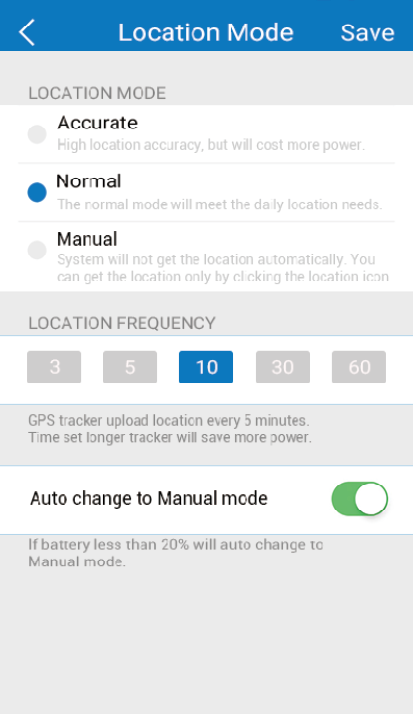 Location Mode Save
LOCATION MODE
Accurate
High location accuracy, but will cost more power.
Normal
The normal mode will meet the daily location needs.
Manual
System will not get the location automatically. You
can get the location only by clicking the location icon
LOCATION FREQUENCY
3 5 10 30 60
GPS tracker upload location every 5 minutes.
Time set longer tracker will save more power.
Auto change to Manual mode
If battery less than 20% will auto change to
Manual mode.